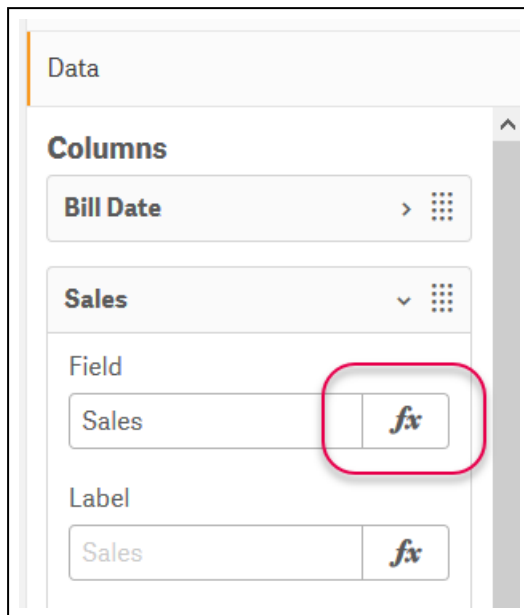 Data
Columns
Bill Date
Sales
Field
Sales fx
Label
Sales fx